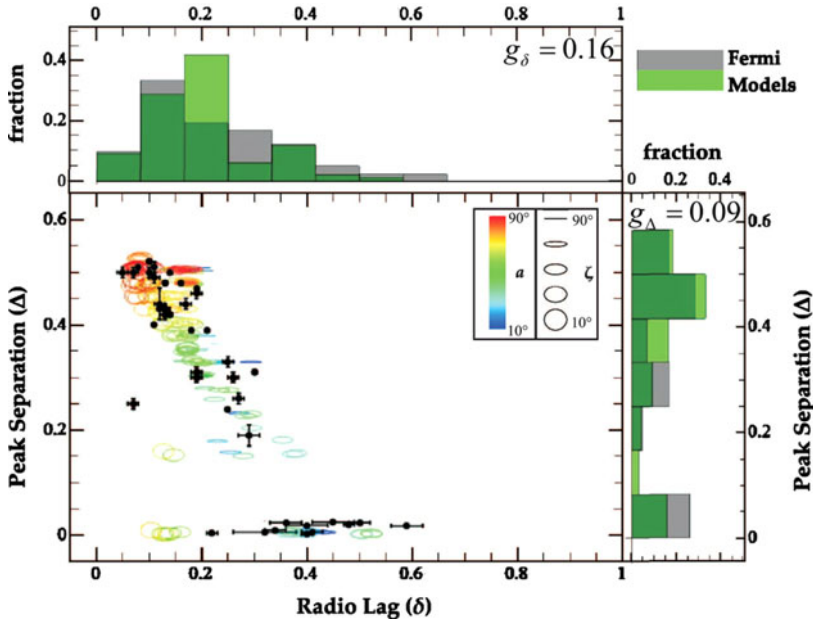 0 0.2 0.4 0.6 0.8 1
g_δ = 0.16
Fermi
Models
fraction
0.4
0.2
0
fraction
0 0.2 0.4
g_Δ = 0.09
Peak Separation (Δ)
0.6
0.4
0.2
0
90° 90°
a ζ
10° 10°
0.6
0.4
0.2
0
Peak Separation (Δ)
0 0.2 0.4 0.6 0.8 1
Radio Lag (δ)